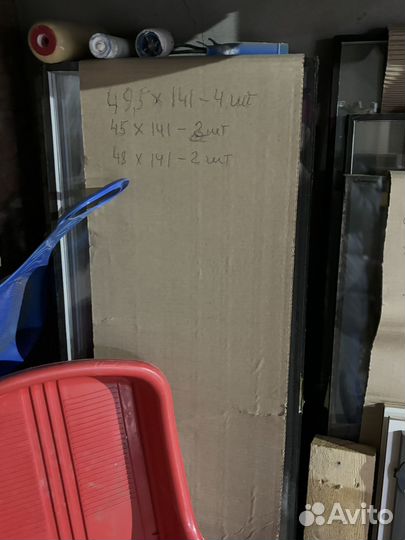 49,5 × 141 – 4 шт
45 × 141 – 2 шт
48 × 141 – 2 шт
Avito